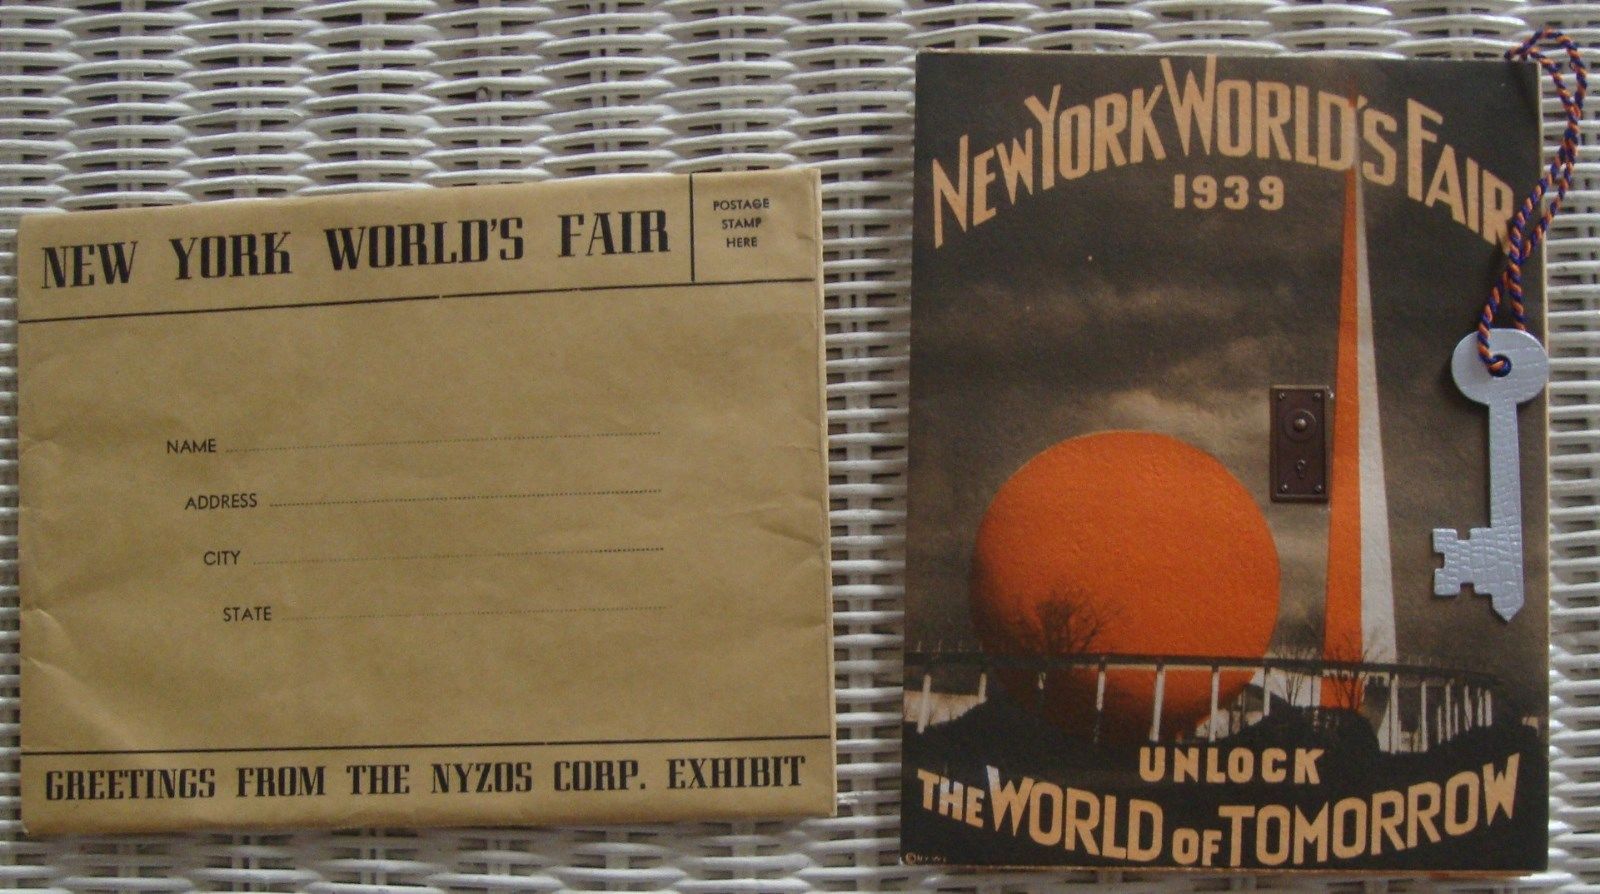 NEW YORK WORLD'S FAIR
POSTAGE
STAMP
HERE
NAME
ADDRESS
CITY
STATE
GREETINGS FROM THE NYZOS CORP. EXHIBIT
NEW YORK WORLD'S FAIR
1939
UNLOCK
THE WORLD OF TOMORROW